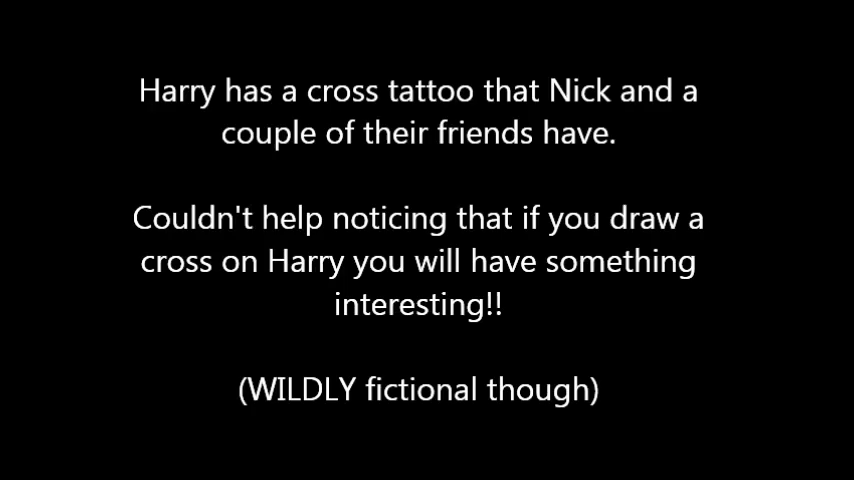 Harry has a cross tattoo that Nick and a
couple of their friends have.
Couldn't help noticing that if you draw a
cross on Harry you will have something
interesting!!
(WILDLY fictional though)